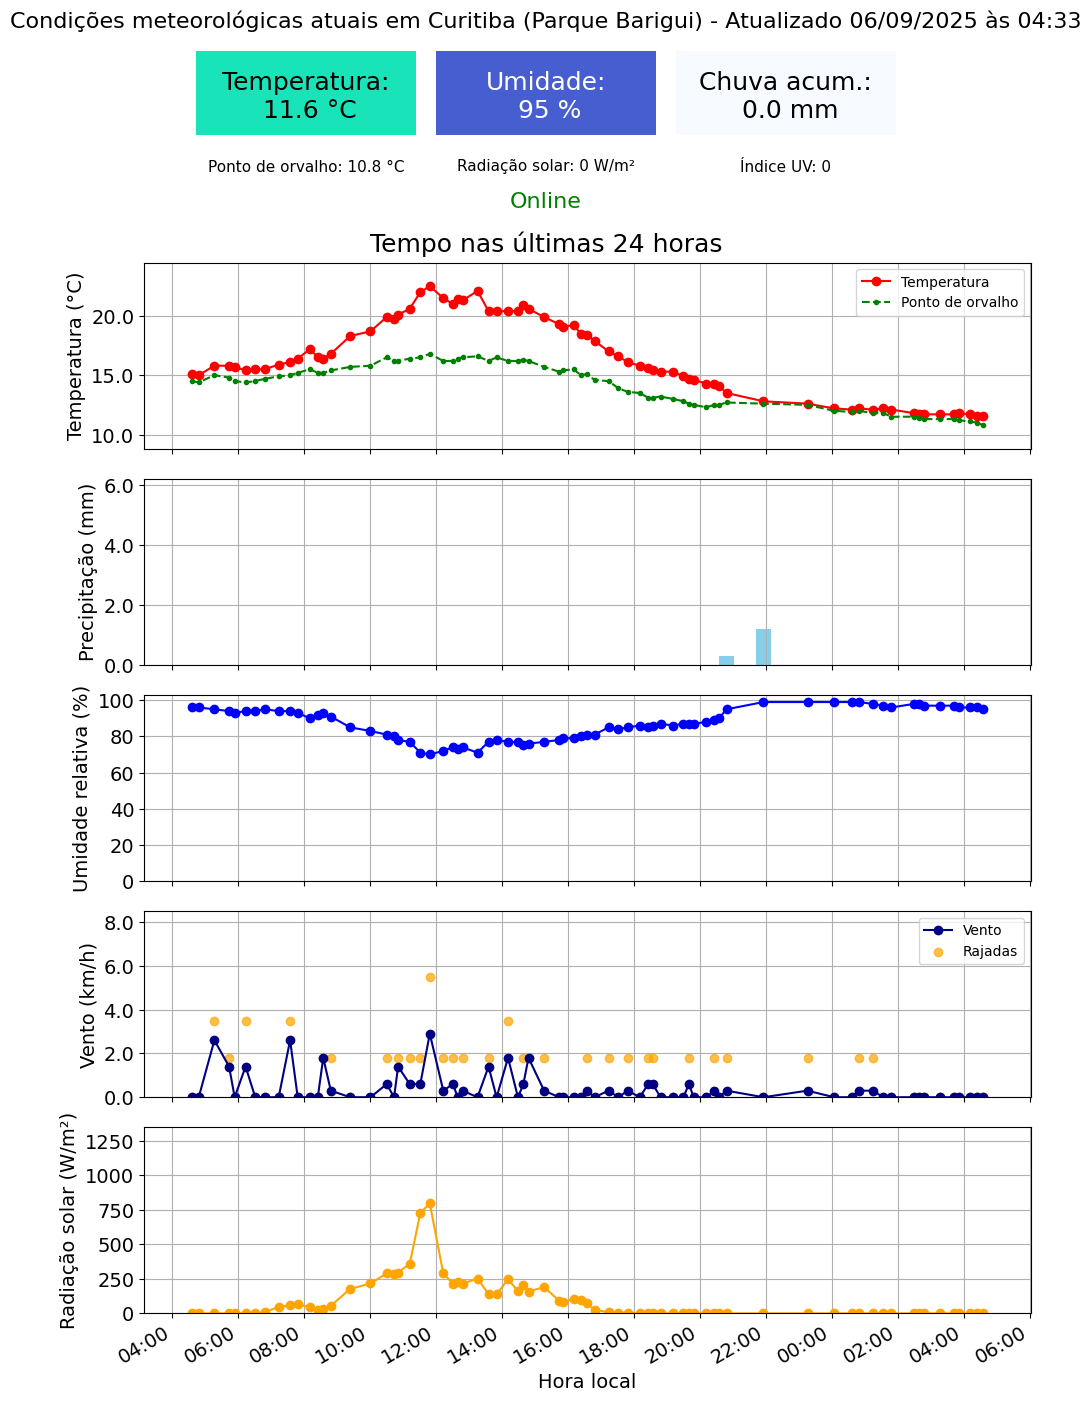 Condições meteorológicas atuais em Curitiba (Parque Barigui) - Atualizado 06/09/2025 às 04:33
Temperatura:
11.6 °C
Umidade:
95 %
Chuva acum.:
0.0 mm
Ponto de orvalho: 10.8 °C
Radiação solar: 0 W/m²
Índice UV: 0
Online
Tempo nas últimas 24 horas
Temperatura (°C)
20.0
15.0
10.0
Temperatura
Ponto de orvalho
Precipitação (mm)
6.0
4.0
2.0
0.0
Umidade relativa (%)
100
80
60
40
20
0
Vento (km/h)
8.0
6.0
4.0
2.0
0.0
Vento
Rajadas
Radiação solar (W/m²)
1250
1000
750
500
250
0
04:00
06:00
08:00
10:00
12:00
14:00
16:00
18:00
20:00
22:00
00:00
02:00
04:00
06:00
Hora local